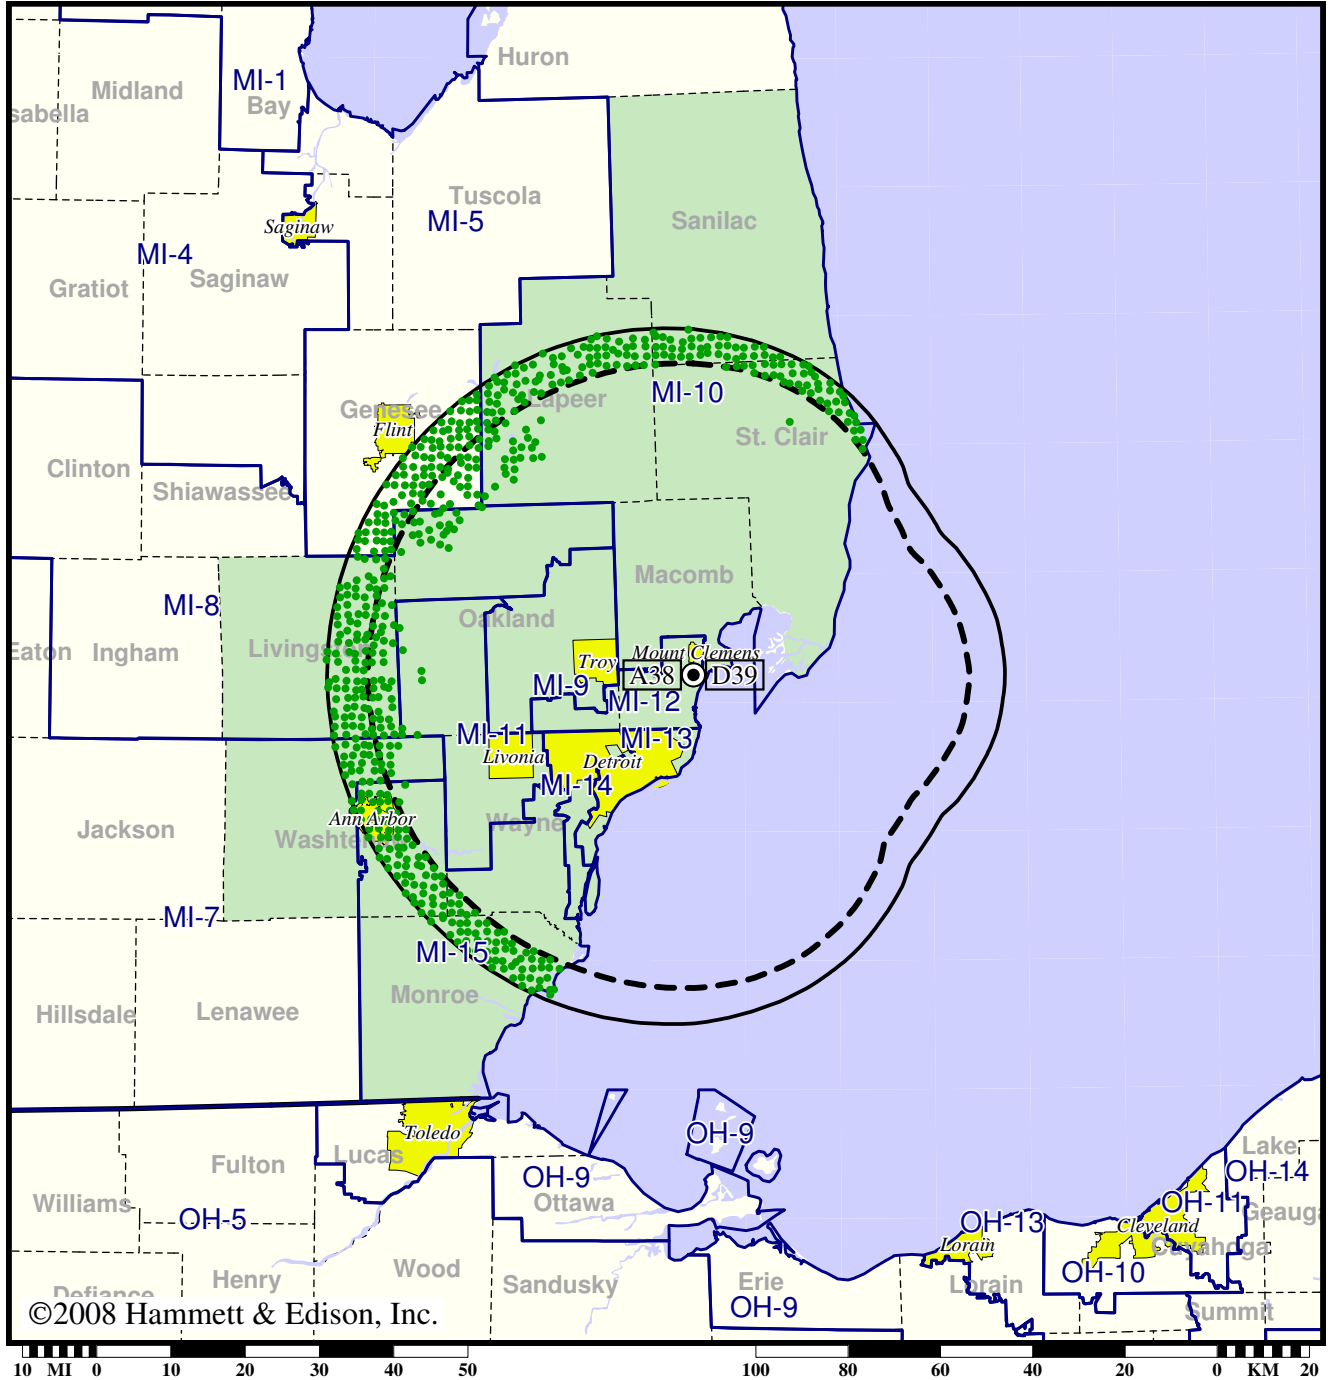 Huron
MI-1
Midland
Bay
sabella
Tuscola
MI-5
Sanilac
Saginaw
MI-4
Saginaw
Gratiot
MI-10
Lapeer
Genesee
Flint
St. Clair
Clinton
Shiawassee
Macomb
MI-8
Oakland
Eaton
Ingham
Livingston
Troy
Mount Clemens
A38
D39
MI-9
MI-12
MI-11
MI-13
Livonia
Detroit
MI-14
Ann Arbor
Wayne
Jackson
Washtenaw
MI-7
MI-15
Monroe
Hillsdale
Lenawee
Toledo
OH-9
Lucas
Lake
Fulton
OH-9
OH-14
Williams
Ottawa
OH-11
Geauga
OH-5
OH-13
Cleveland
Lorain
Cuyahoga
Wood
OH-10
Henry
Sandusky
Erie
Lorain
Defiance
OH-9
Summit
©2008 Hammett & Edison, Inc.
10 MI 0 10 20 30 40 50
100 80 60 40 20 0 KM 20